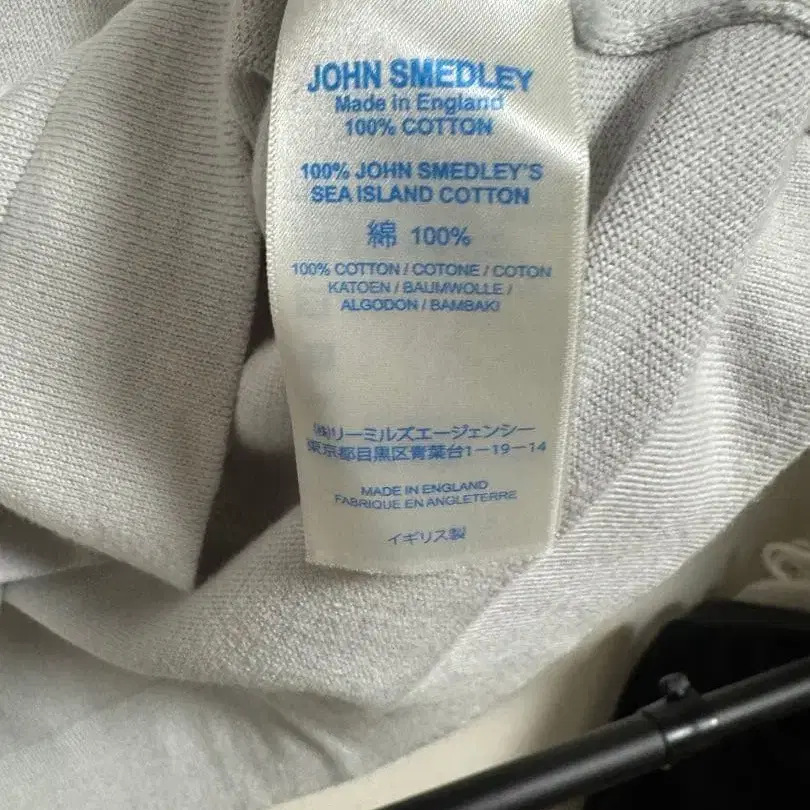 JOHN SMEDLEY
Made in England
100% COTTON
100% JOHN SMEDLEY'S
SEA ISLAND COTTON
綿 100%
100% COTTON / COTONE / COTON
KATOEN / BAUMWOLLE /
ALGODON / BAMBAKI
(株)リーミルズエージェンシー
東京都目黒区青葉台1-19-14
MADE IN ENGLAND
FABRIQUE EN ANGLETERRE
イギリス製